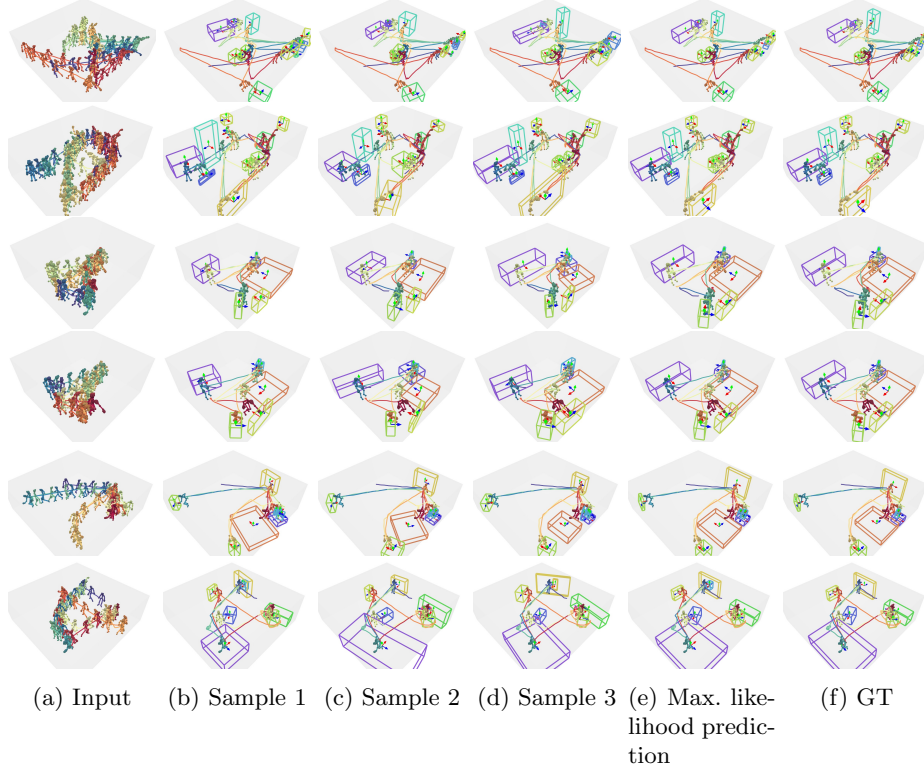 (a) Input (b) Sample 1 (c) Sample 2 (d) Sample 3 (e) Max. like- (f) GT
lihood predic-
tion